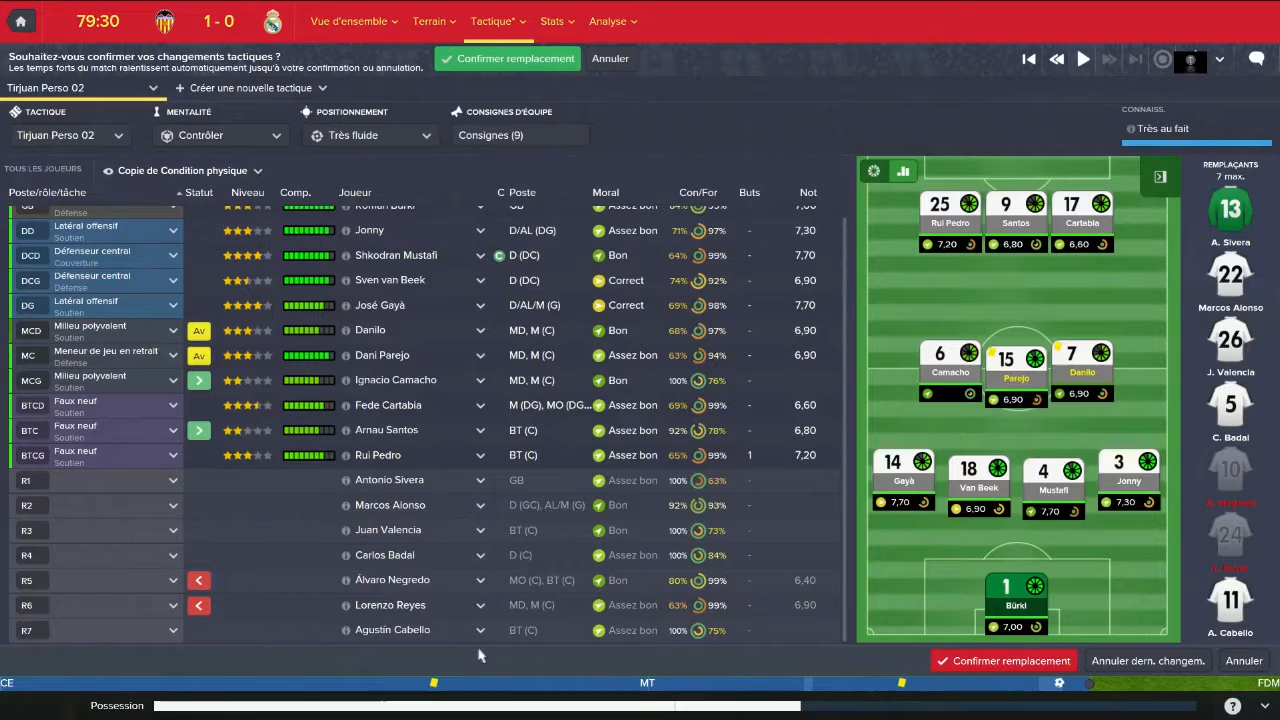 79:30 1 - 0 Vue d'ensemble Terrain Tactique* Stats Analyse
Souhaitez-vous confirmer vos changements tactiques ?
Les temps forts du match ralentissent automatiquement jusqu'à votre confirmation ou annulation.
Confirmer remplacement Annuler
Tirjuan Perso 02 + Créer une nouvelle tactique
TACTIQUE MENTALITÉ POSITIONNEMENT CONSIGNES D'ÉQUIPE
Tirjuan Perso 02 Contrôler Très fluide Consignes (9)
CONNAISS.
Très au fait
TOUS LES JOUEURS Copie de Condition physique
Poste/rôle/tâche Statut Niveau Comp. Joueur C Poste Moral Con/For Buts Not
Défense
DD Latéral offensif Soutien Jonny D/AL (DG) Assez bon 71% 97% - 7,30
DCD Défenseur central Couverture Shkodran Mustafi C D (DC) Bon 64% 99% - 7,70
DCG Défenseur central Défense Sven van Beek D (DC) Correct 74% 92% - 6,90
DG Latéral offensif Soutien José Gayà D/AL/M (G) Correct 69% 98% - 7,70
MCD Milieu polyvalent Soutien Av Danilo MD, M (C) Bon 68% 97% - 6,90
MC Meneur de jeu en retrait Défense Av Dani Parejo MD, M (C) Assez bon 63% 94% - 6,90
MCG Milieu polyvalent Soutien Ignacio Camacho MD, M (C) Bon 100% 76% -
BTCD Faux neuf Soutien Fede Cartabia M (DG), MO (DG... Assez bon 69% 99% - 6,60
BTC Faux neuf Soutien Arnau Santos BT (C) Assez bon 92% 78% - 6,80
BTCG Faux neuf Soutien Rui Pedro BT (C) Assez bon 65% 99% 1 7,20
R1 Antonio Sivera GB Assez bon 100% 63%
R2 Marcos Alonso D (GC), AL/M (G) Bon 92% 93%
R3 Juan Valencia BT (C) Assez bon 100% 73%
R4 Carlos Badal D (C) Assez bon 100% 84%
R5 Álvaro Negredo MO (C), BT (C) Bon 80% 99% 6,40
R6 Lorenzo Reyes MD, M (C) Assez bon 63% 99% 6,90
R7 Agustín Cabello BT (C) Assez bon 100% 75%
25 9 17
Rui Pedro Santos Cartabia
7,20 6,80 6,60
6 15 7
Camacho Parejo Danilo
6,90 6,90
14 18 4 3
Gayà Van Beek Mustafi Jonny
7,70 6,90 7,70 7,30
1
Bürki
7,00
REMPLAÇANTS
7 max.
13
A. Sivera
22
Marcos Alonso
26
J. Valencia
5
C. Badal
10
24
11
A. Cabello
Confirmer remplacement Annuler dern. changem. Annuler
CE MT FDM
Possession ?